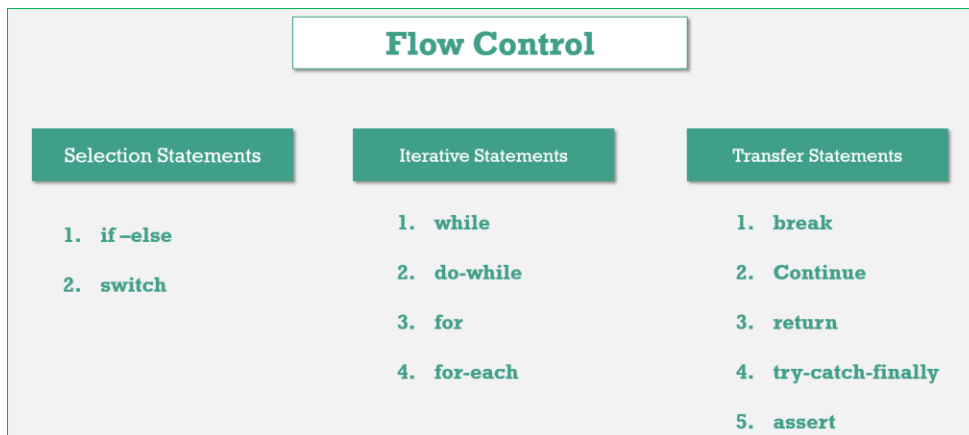 Flow Control
Selection Statements
1. if –else
2. switch
Iterative Statements
1. while
2. do-while
3. for
4. for-each
Transfer Statements
1. break
2. Continue
3. return
4. try-catch-finally
5. assert